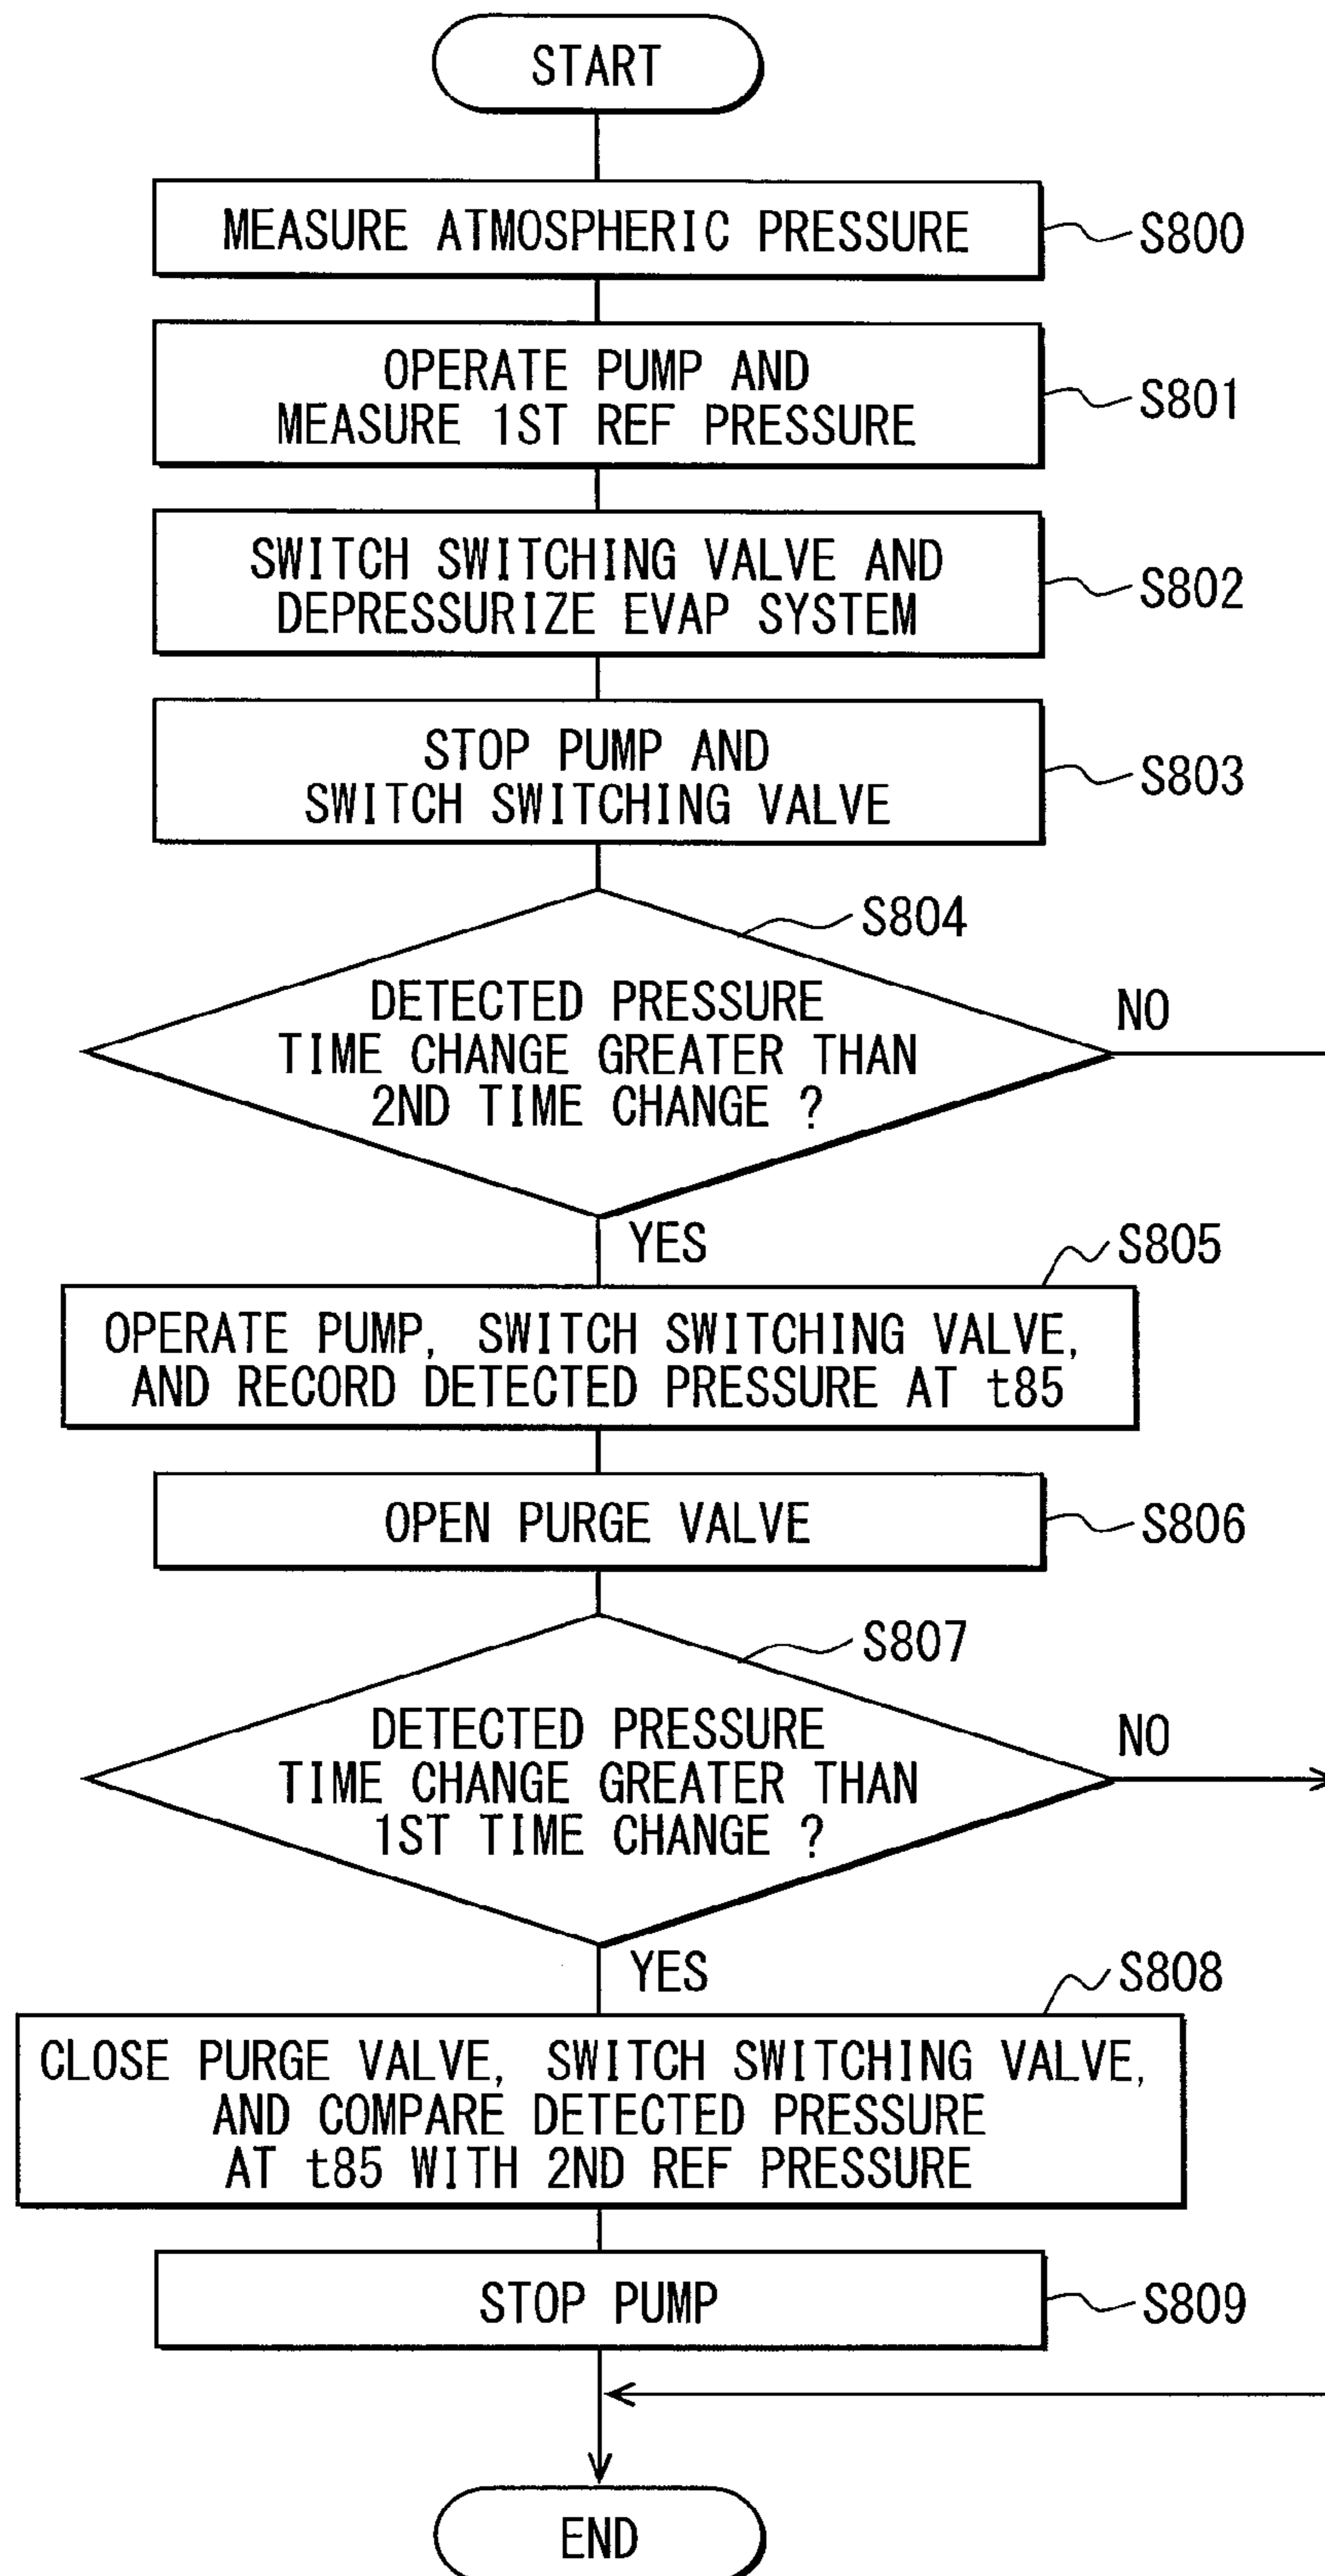 START
MEASURE ATMOSPHERIC PRESSURE
S800
OPERATE PUMP AND
MEASURE 1ST REF PRESSURE
S801
SWITCH SWITCHING VALVE AND
DEPRESSURIZE EVAP SYSTEM
S802
STOP PUMP AND
SWITCH SWITCHING VALVE
S803
S804
DETECTED PRESSURE
TIME CHANGE GREATER THAN
2ND TIME CHANGE ?
NO
YES
S805
OPERATE PUMP, SWITCH SWITCHING VALVE,
AND RECORD DETECTED PRESSURE AT t85
OPEN PURGE VALVE
S806
S807
DETECTED PRESSURE
TIME CHANGE GREATER THAN
1ST TIME CHANGE ?
NO
YES
S808
CLOSE PURGE VALVE, SWITCH SWITCHING VALVE,
AND COMPARE DETECTED PRESSURE
AT t85 WITH 2ND REF PRESSURE
STOP PUMP
S809
END